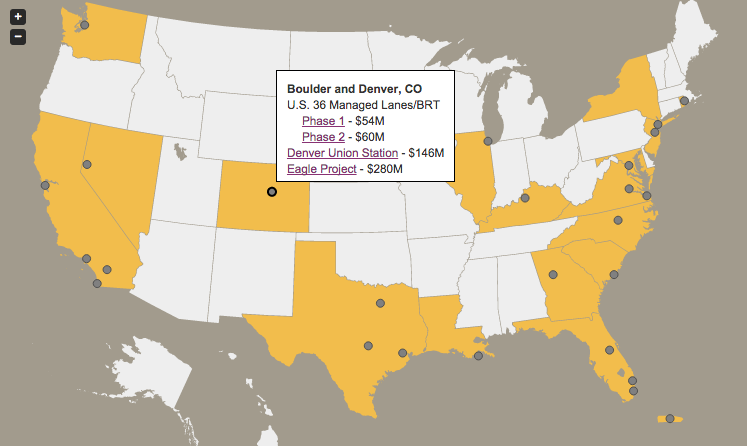 +
−
Boulder and Denver, CO
U.S. 36 Managed Lanes/BRT
Phase 1 - $54M
Phase 2 - $60M
Denver Union Station - $146M
Eagle Project - $280M